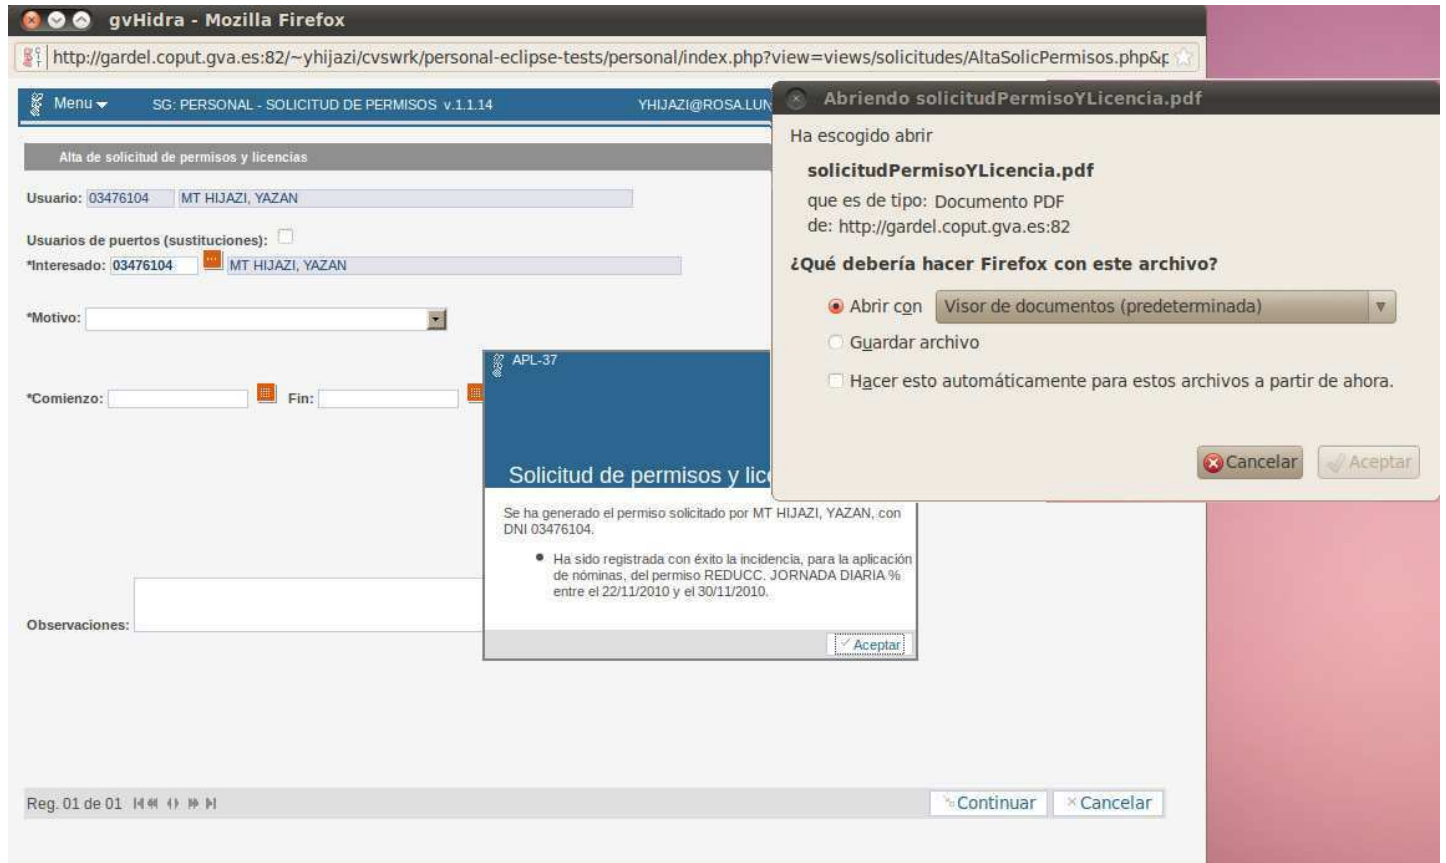 gvHidra - Mozilla Firefox
http://gardel.coput.gva.es:82/~yhijazi/cvswrk/personal-eclipse-tests/personal/index.php?view=views/solicitudes/AltaSolicPermisos.php&p
Menu SG: PERSONAL - SOLICITUD DE PERMISOS v.1.1.14 YHIJAZI@ROSA.LUN
Alta de solicitud de permisos y licencias
Usuario: 03476104 MT HIJAZI, YAZAN
Usuarios de puertos (sustituciones):
*Interesado: 03476104 MT HIJAZI, YAZAN
*Motivo:
*Comienzo: Fin:
Observaciones:
Reg. 01 de 01
Continuar Cancelar
APL-37
Solicitud de permisos y lic
Se ha generado el permiso solicitado por MT HIJAZI, YAZAN, con
DNI 03476104.
Ha sido registrada con éxito la incidencia, para la aplicación
de nóminas, del permiso REDUCC. JORNADA DIARIA %
entre el 22/11/2010 y el 30/11/2010.
Aceptar
Abriendo solicitudPermisoYLicencia.pdf
Ha escogido abrir
solicitudPermisoYLicencia.pdf
que es de tipo: Documento PDF
de: http://gardel.coput.gva.es:82
¿Qué debería hacer Firefox con este archivo?
Abrir con Visor de documentos (predeterminada)
Guardar archivo
Hacer esto automáticamente para estos archivos a partir de ahora.
Cancelar Aceptar